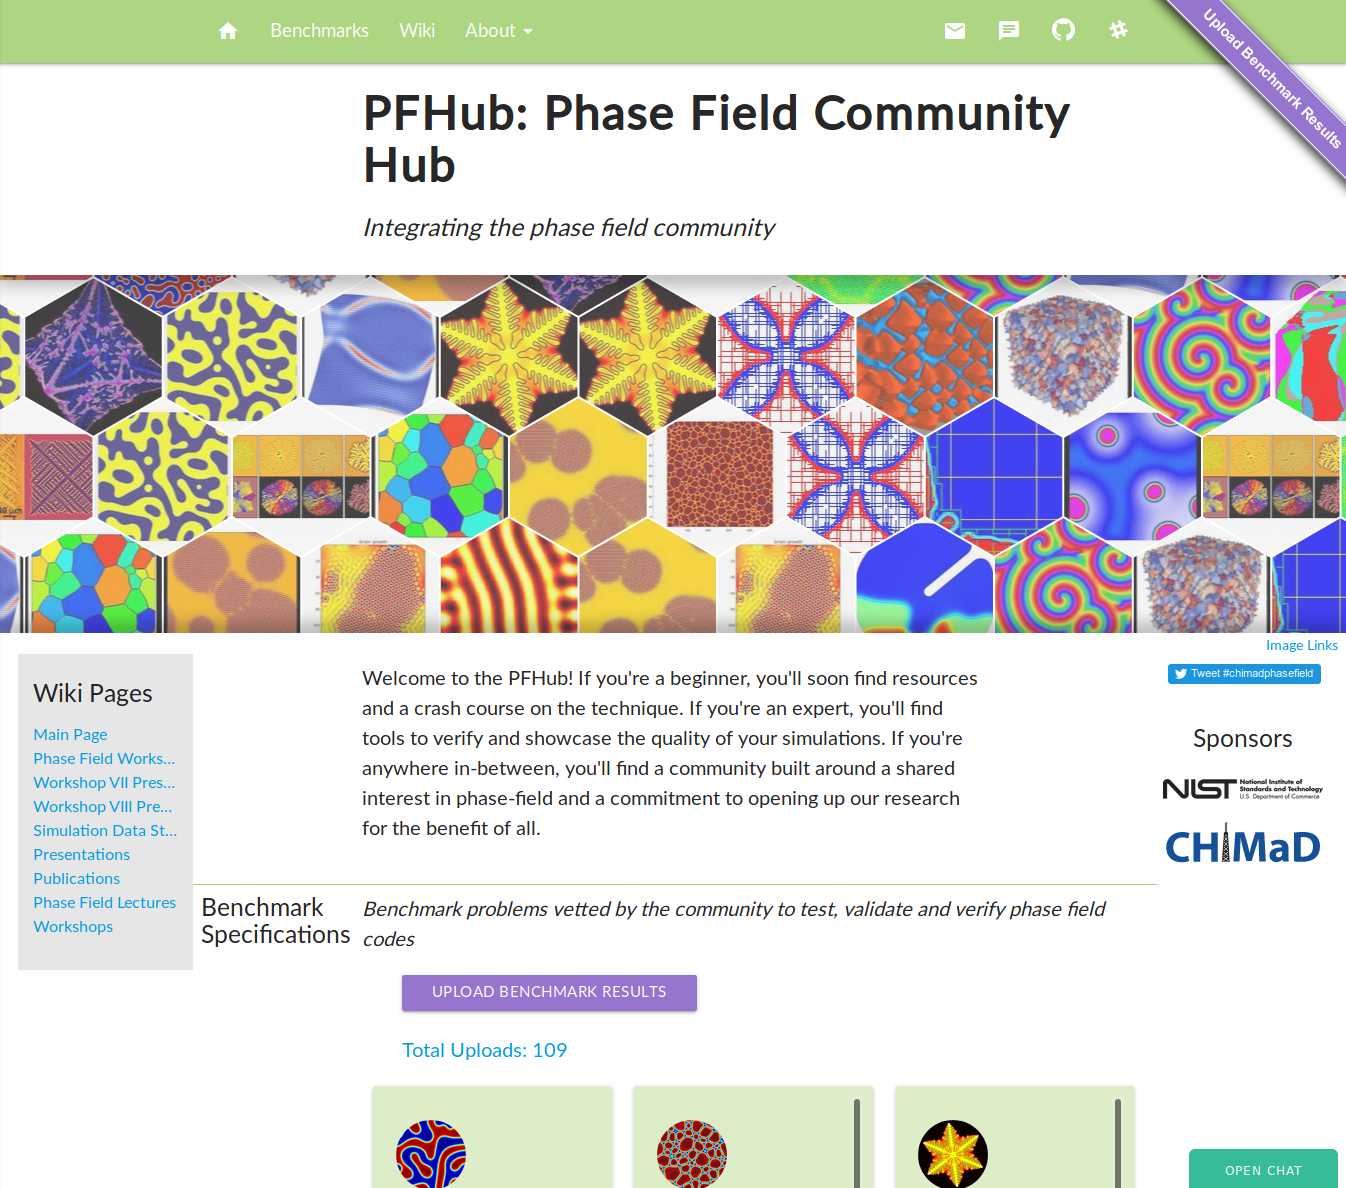 Benchmarks Wiki About
Upload Benchmark Results
PFHub: Phase Field Community
Hub
Integrating the phase field community
Image Links
Wiki Pages
Main Page
Phase Field Works...
Workshop VII Pres...
Workshop VIII Pre...
Simulation Data St...
Presentations
Publications
Phase Field Lectures
Workshops
Welcome to the PFHub! If you're a beginner, you'll soon find resources
and a crash course on the technique. If you're an expert, you'll find
tools to verify and showcase the quality of your simulations. If you're
anywhere in-between, you'll find a community built around a shared
interest in phase-field and a commitment to opening up our research
for the benefit of all.
Tweet #chimadphasefield
Sponsors
NIST
National Institute of
Standards and Technology
U.S. Department of Commerce
CHiMaD
Benchmark
Specifications
Benchmark problems vetted by the community to test, validate and verify phase field
codes
UPLOAD BENCHMARK RESULTS
Total Uploads: 109
OPEN CHAT